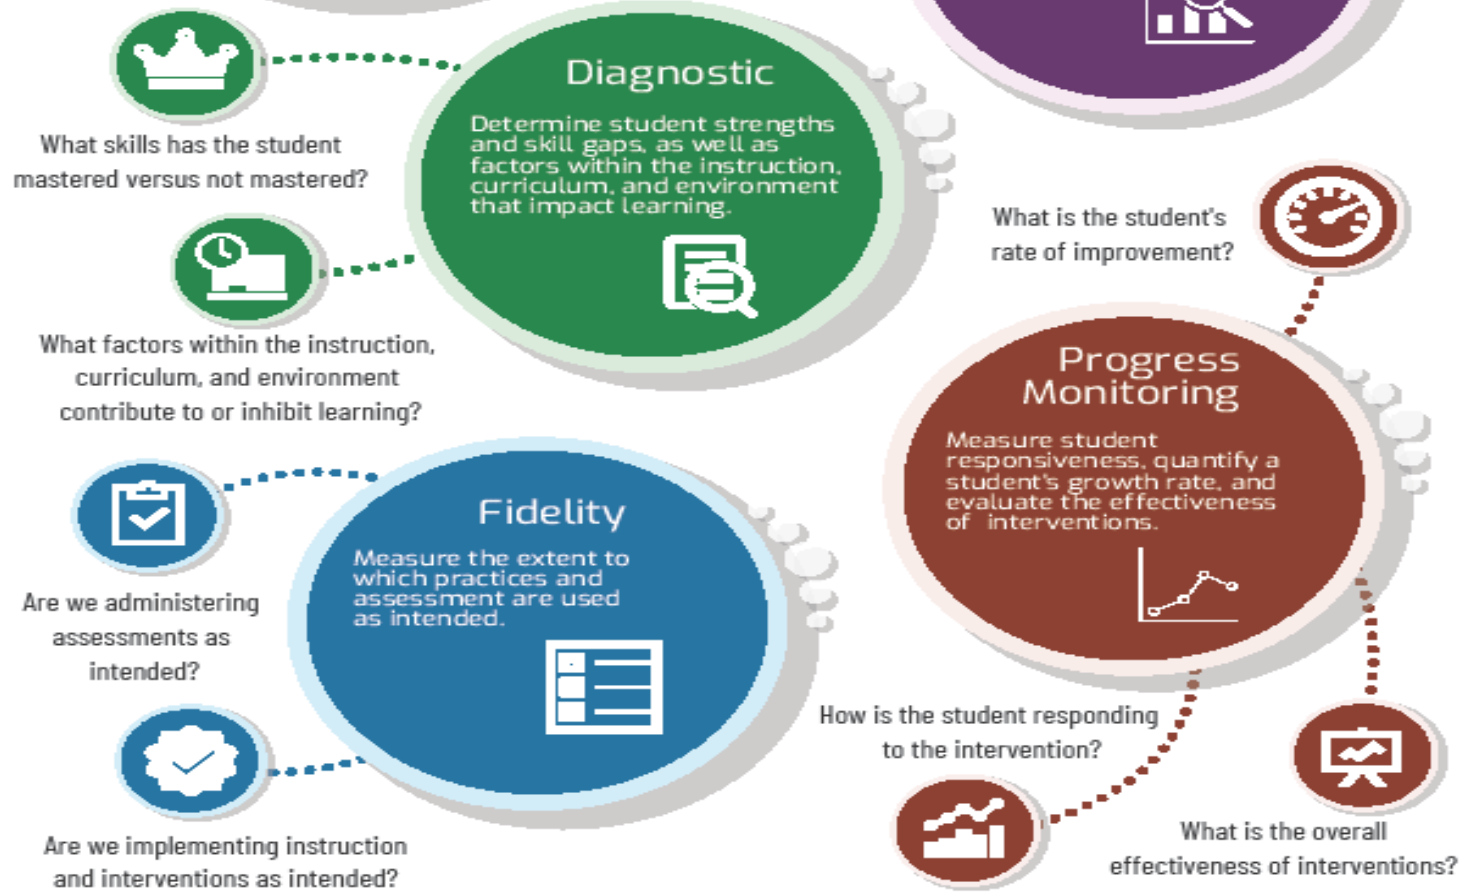 Diagnostic
Determine student strengths
and skill gaps, as well as
factors within the instruction,
curriculum, and environment
that impact learning.
What skills has the student
mastered versus not mastered?
What factors within the instruction,
curriculum, and environment
contribute to or inhibit learning?
What is the student's
rate of improvement?
Progress
Monitoring
Measure student
responsiveness, quantify a
student's growth rate, and
evaluate the effectiveness
of interventions.
Fidelity
Measure the extent to
which practices and
assessment are used
as intended.
Are we administering
assessments as
intended?
Are we implementing instruction
and interventions as intended?
How is the student responding
to the intervention?
What is the overall
effectiveness of interventions?